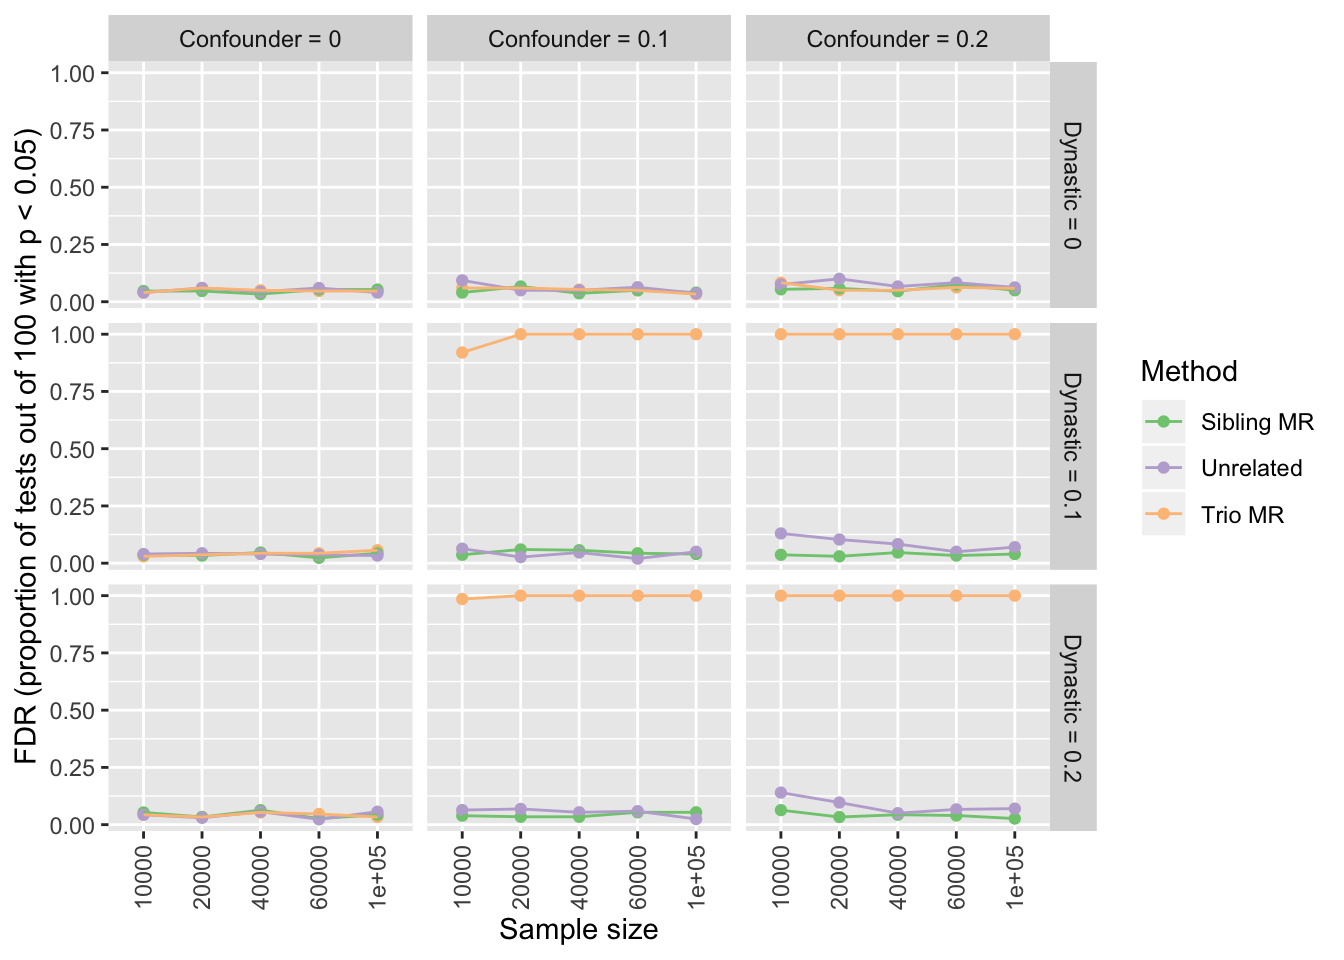 Confounder = 0
Confounder = 0.1
Confounder = 0.2
FDR (proportion of tests out of 100 with p < 0.05)
1.00
0.75
0.50
0.25
0.00
Dynastic = 0
1.00
0.75
0.50
0.25
0.00
Dynastic = 0.1
1.00
0.75
0.50
0.25
0.00
Dynastic = 0.2
10000
20000
40000
60000
1e+05
10000
20000
40000
60000
1e+05
10000
20000
40000
60000
1e+05
Sample size
Method
Sibling MR
Unrelated
Trio MR